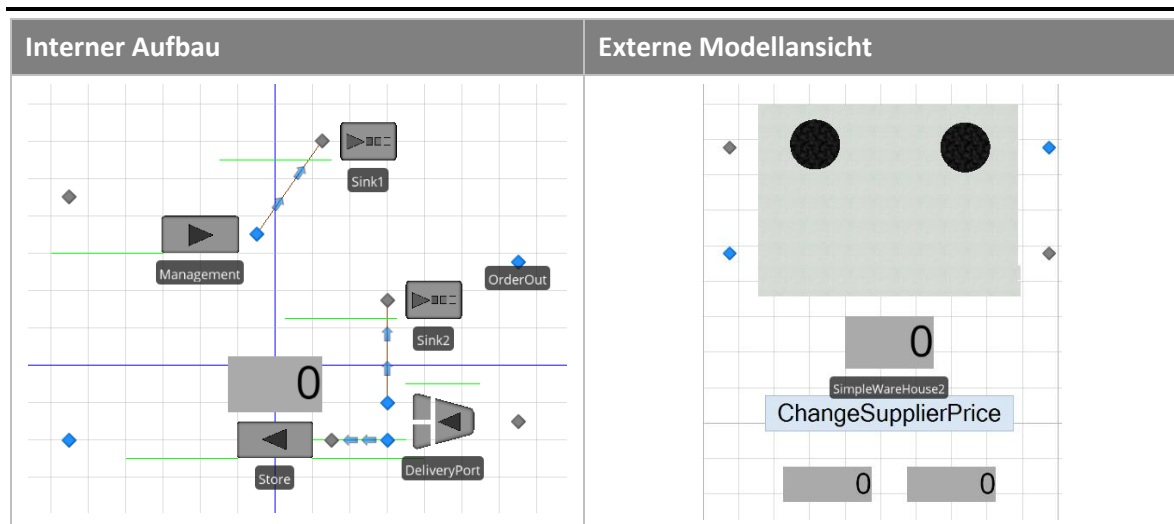 Interner Aufbau
Externe Modellansicht
Sink1
Management
OrderOut
Sink2
0
Store
DeliveryPort
0
SimpleWareHouse2
ChangeSupplierPrice
0
0